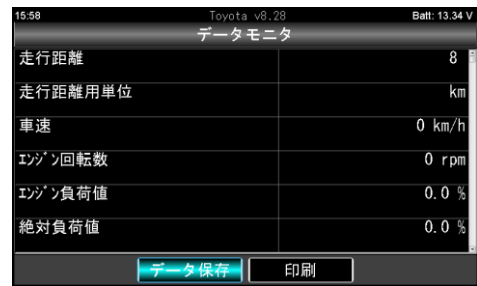 15:58 Toyota v8.28 Batt: 13.34 V
データモニタ
走行距離 8
走行距離用単位 km
車速 0 km/h
ｴﾝｼﾞﾝ回転数 0 rpm
ｴﾝｼﾞﾝ負荷値 0.0 %
絶対負荷値 0.0 %
データ保存 印刷